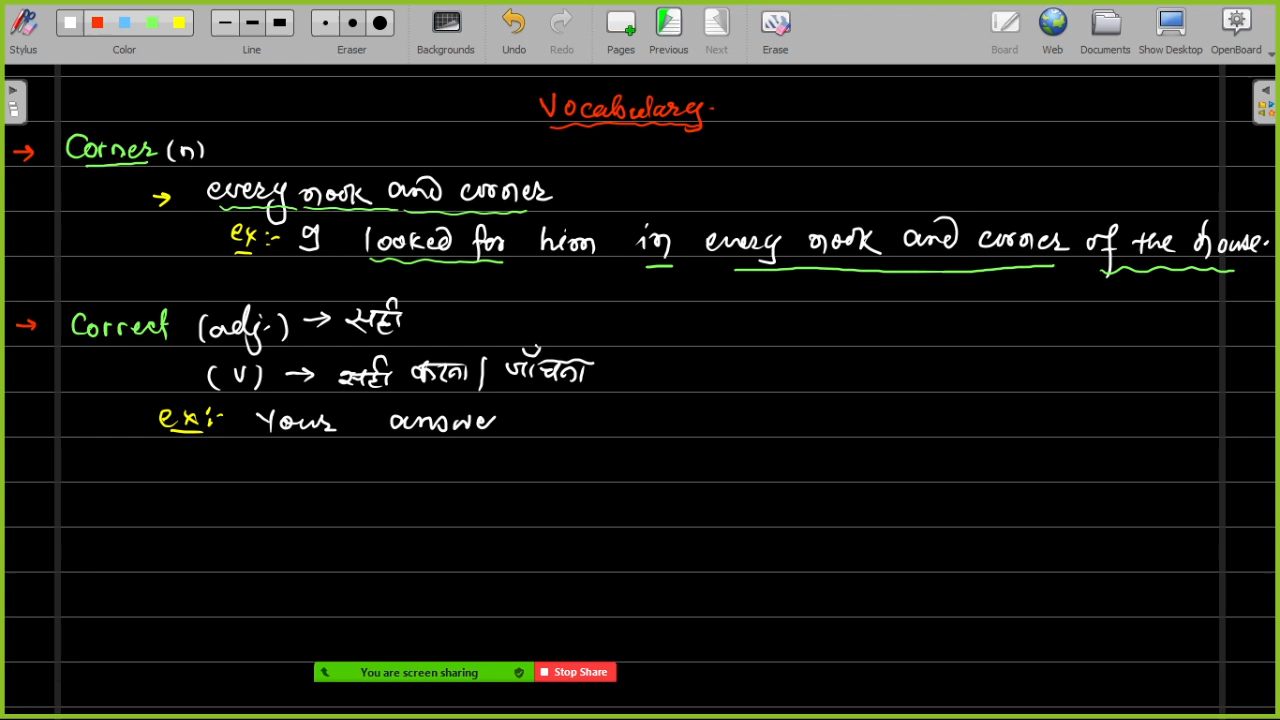 Stylus Color Line Eraser Backgrounds Undo Redo Pages Previous Next Erase Board Web Documents Show Desktop OpenBoard
Vocabulary.
→ Corner (n)
→ every nook and corner
ex:- I looked for him in every nook and corner of the house.
→ Correct (adj.) → सही
(v) → सही करना / जाँचना
ex:- Your answe
You are screen sharing Stop Share